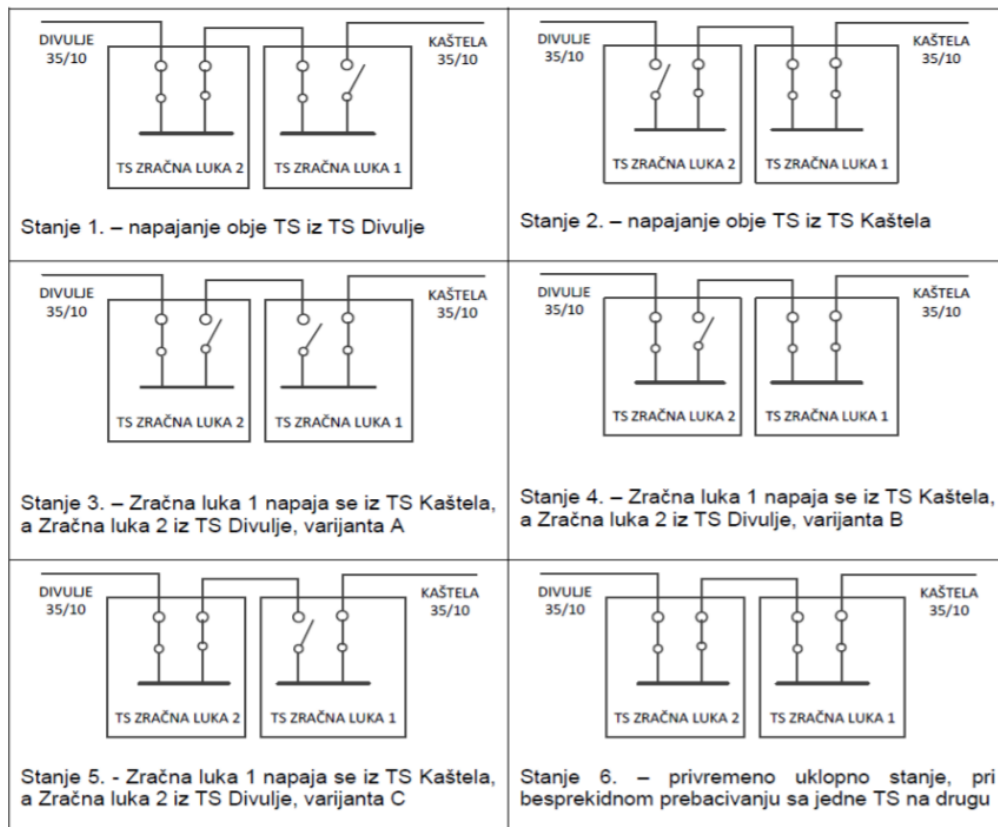 DIVULJE
35/10
KAŠTELA
35/10
TS ZRAČNA LUKA 2
TS ZRAČNA LUKA 1
Stanje 1. – napajanje obje TS iz TS Divulje
DIVULJE
35/10
KAŠTELA
35/10
TS ZRAČNA LUKA 2
TS ZRAČNA LUKA 1
Stanje 2. – napajanje obje TS iz TS Kaštela
DIVULJE
35/10
KAŠTELA
35/10
TS ZRAČNA LUKA 2
TS ZRAČNA LUKA 1
Stanje 3. – Zračna luka 1 napaja se iz TS Kaštela,
a Zračna luka 2 iz TS Divulje, varijanta A
DIVULJE
35/10
KAŠTELA
35/10
TS ZRAČNA LUKA 2
TS ZRAČNA LUKA 1
Stanje 4. – Zračna luka 1 napaja se iz TS Kaštela,
a Zračna luka 2 iz TS Divulje, varijanta B
DIVULJE
35/10
KAŠTELA
35/10
TS ZRAČNA LUKA 2
TS ZRAČNA LUKA 1
Stanje 5. - Zračna luka 1 napaja se iz TS Kaštela,
a Zračna luka 2 iz TS Divulje, varijanta C
DIVULJE
35/10
KAŠTELA
35/10
TS ZRAČNA LUKA 2
TS ZRAČNA LUKA 1
Stanje 6. – privremeno uklopno stanje, pri
besprekidnom prebacivanju sa jedne TS na drugu